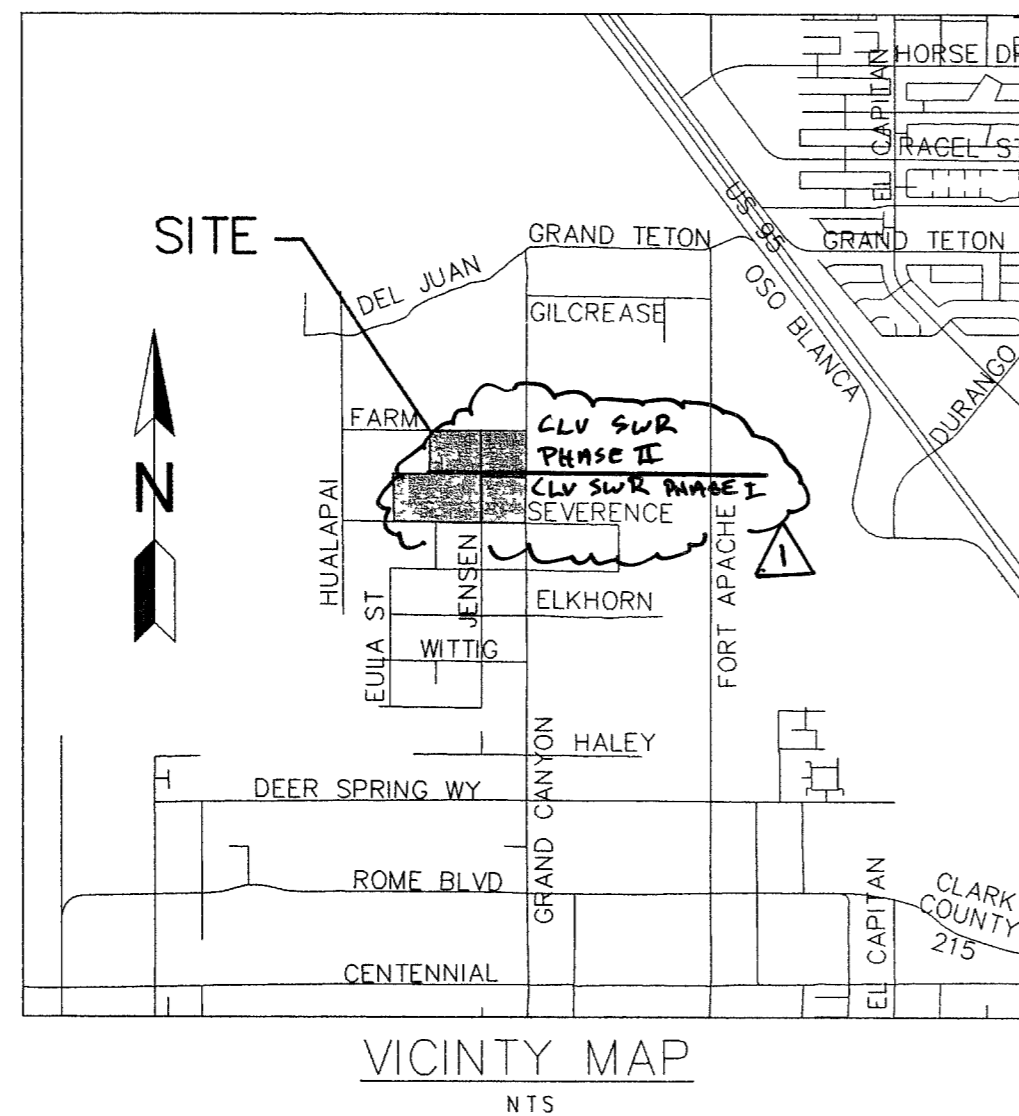 HORSE DR
EL CAPITAN
RACEL ST
US 95
SITE
GRAND TETON
GRAND TETON
DEL JUAN
OSO BLANCA
GILCREASE
DURANGO
FARM
CLV SWR
PHASE II
CLV SWR PHASE I
SEVERENCE
N
HUALAPAI
JENSEN
FORT APACHE
1
EULA ST
ELKHORN
WITTIG
GRAND CANYON
HALEY
DEER SPRING WY
ROME BLVD
GRAND CANYON
EL CAPITAN
CLARK
COUNTY
215
CENTENNIAL
VICINTY MAP
NTS